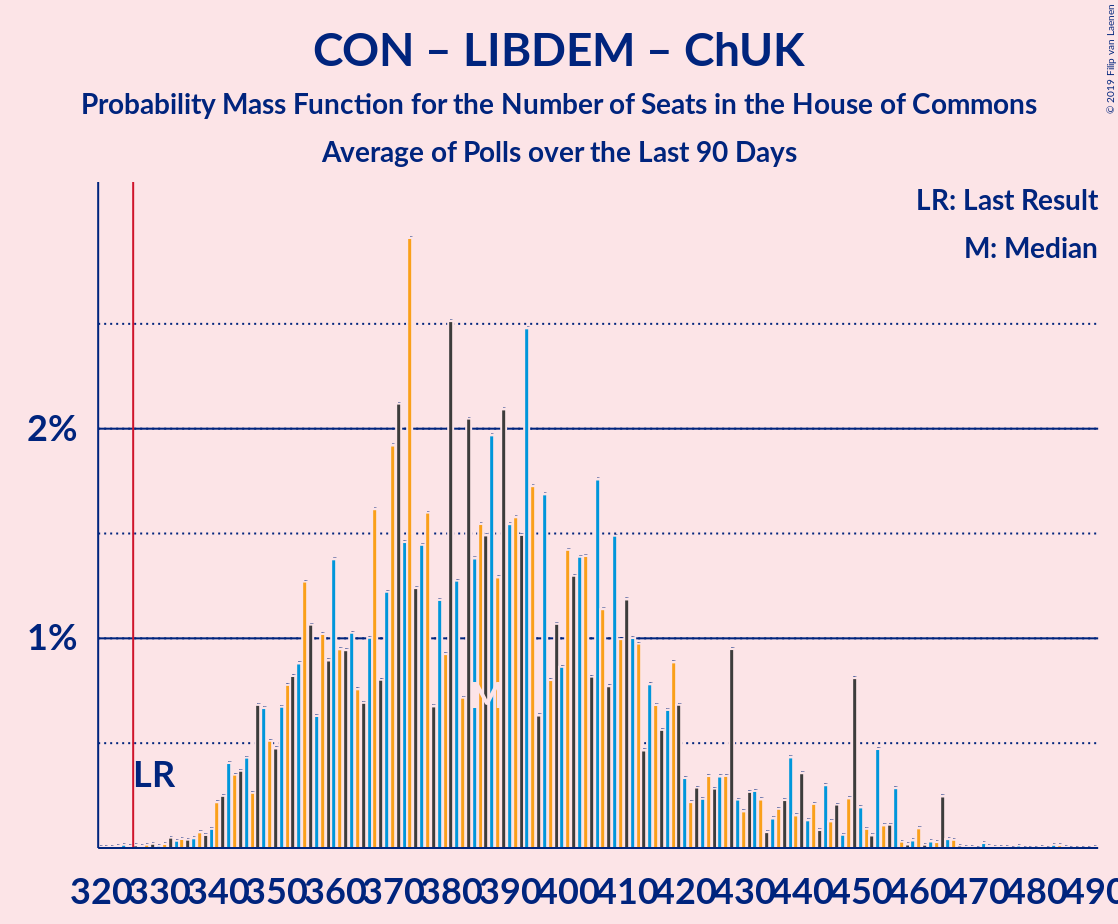 CON – LIBDEM – ChUK
Probability Mass Function for the Number of Seats in the House of Commons
Average of Polls over the Last 90 Days
© 2019 Filip van Laenen
LR: Last Result
M: Median
2%
1%
M
LR
320 330 340 350 360 370 380 390 400 410 420 430 440 450 460 470 480 490